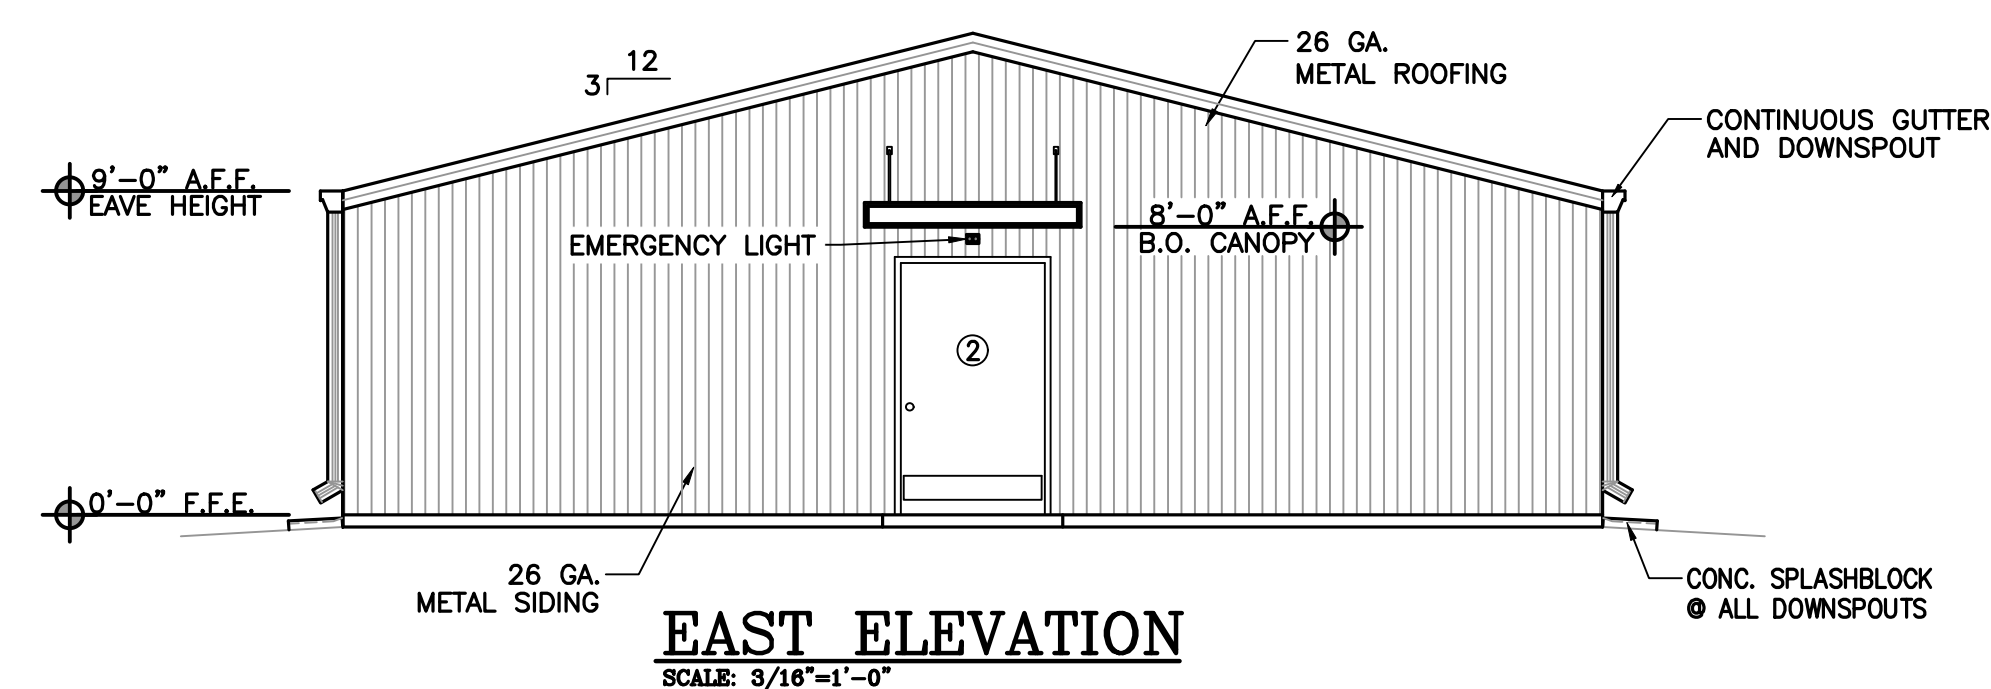 12
3
26 GA.
METAL ROOFING
CONTINUOUS GUTTER
AND DOWNSPOUT
9'-0" A.F.F.
EAVE HEIGHT
8'-0" A.F.F.
B.O. CANOPY
EMERGENCY LIGHT
2
0'-0" F.F.E.
26 GA.
METAL SIDING
CONC. SPLASHBLOCK
@ ALL DOWNSPOUTS
EAST ELEVATION
SCALE: 3/16"=1'-0"